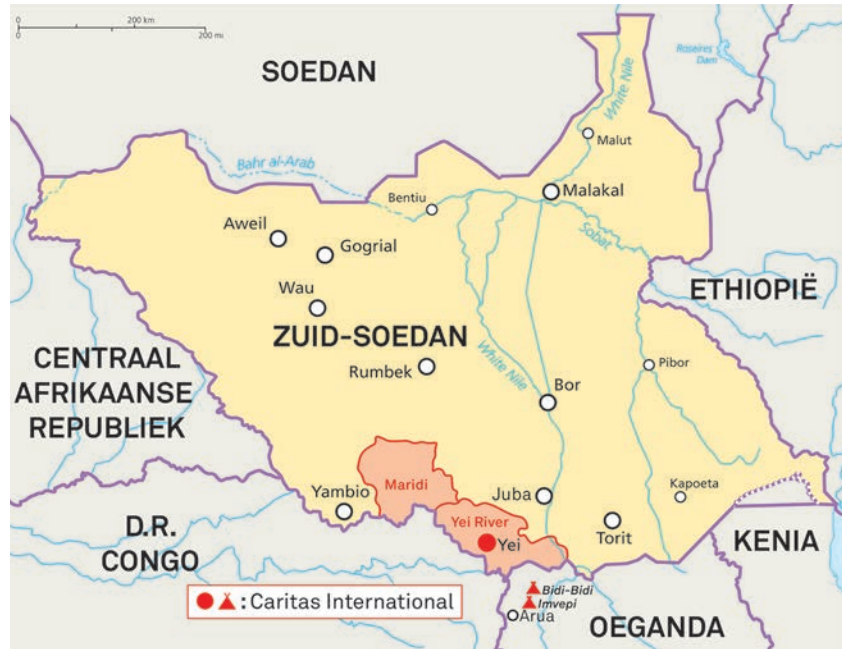 0
200 km
0
200 mi
SOEDAN
Roseires
Dam
White Nile
Malut
Bahr al-Arab
Bentiu
Malakal
Aweil
Gogrial
Sobat
Wau
ETHIOPIË
ZUID-SOEDAN
CENTRAAL
AFRIKAANSE
REPUBLIEK
Rumbek
White Nile
Pibor
Bor
Maridi
Yambio
Juba
Kapoeta
Yei River
Yei
Torit
D.R.
CONGO
KENIA
: Caritas International
Bidi-Bidi
Imvepi
Arua
OEGANDA